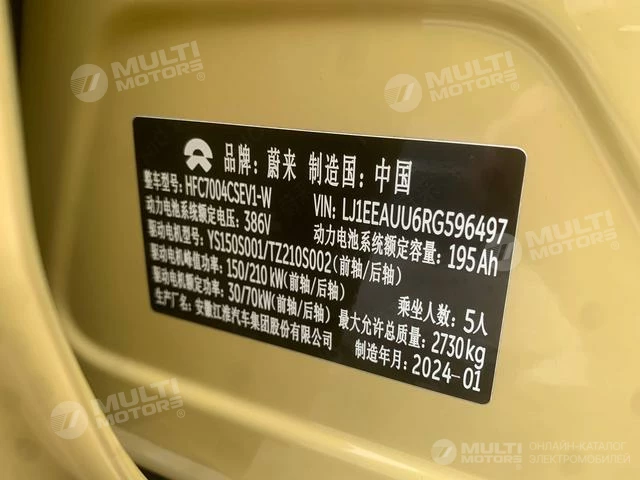 MULTI MOTORS®
MULTI MOTORS®
品牌：蔚来 制造国：中国
整车型号：HFC7004CSEV1-W VIN: LJ1EEAUU6RG596497
动力电池系统额定电压：386V 动力电池系统额定容量：195Ah
驱动电机型号：YS150S001/TZ210S002（前轴/后轴）
驱动电机峰值功率：150/210kW（前轴/后轴）
驱动电机额定功率：30/70kW（前轴/后轴） 乘坐人数：5人
生产厂名：安徽江淮汽车集团股份有限公司 最大允许总质量：2730kg
制造年月：2024-01
MULTI MOTORS®
MULTI MOTORS ОНЛАЙН-КАТАЛОГ ЭЛЕКТРОМОБИЛЕЙ